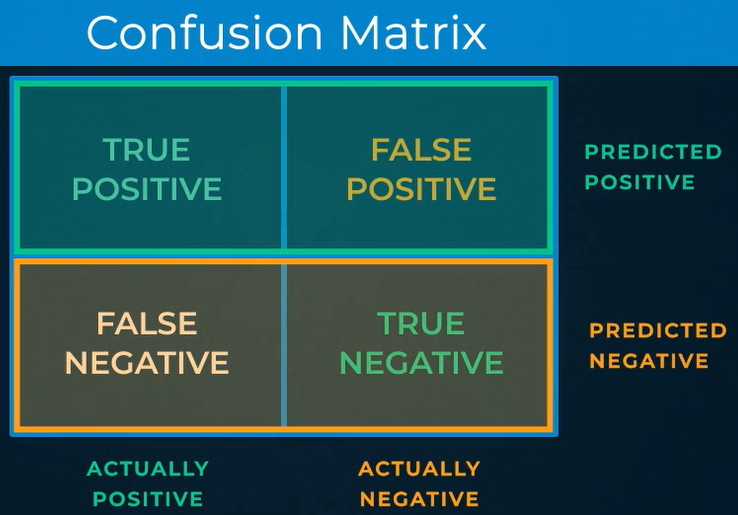 Confusion Matrix
TRUE
POSITIVE
FALSE
POSITIVE
PREDICTED
POSITIVE
FALSE
NEGATIVE
TRUE
NEGATIVE
PREDICTED
NEGATIVE
ACTUALLY
POSITIVE
ACTUALLY
NEGATIVE